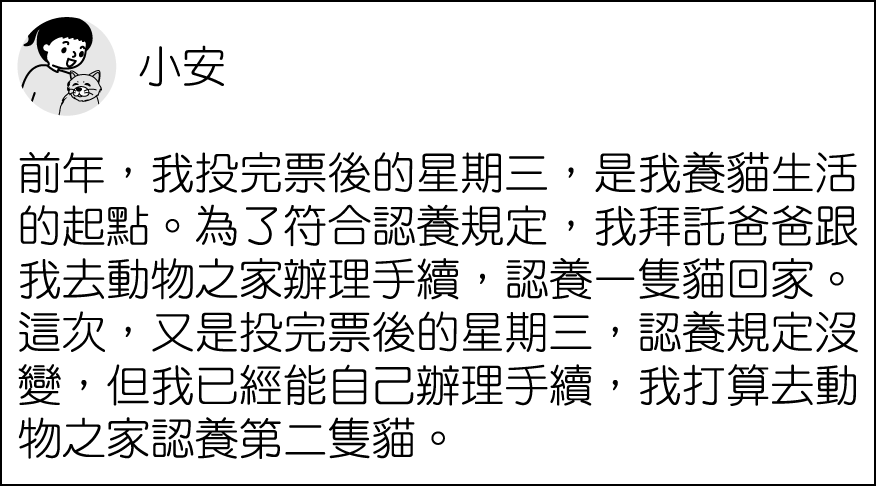 小安
前年，我投完票後的星期三，是我養貓生活
的起點。為了符合認養規定，我拜託爸爸跟
我去動物之家辦理手續，認養一隻貓回家。
這次，又是投完票後的星期三，認養規定沒
變，但我已經能自己辦理手續，我打算去動
物之家認養第二隻貓。